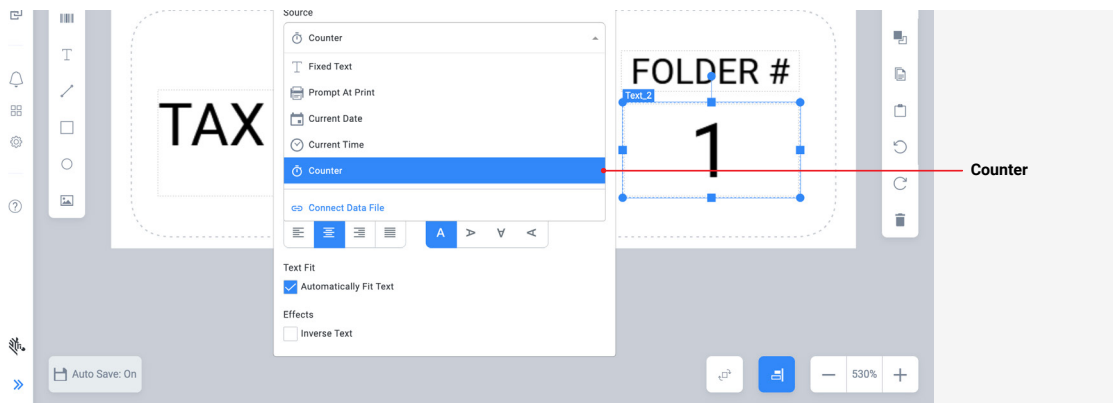 Source
Counter
Fixed Text
Prompt At Print
Current Date
Current Time
Counter
Connect Data File
A A A A
Text Fit
Automatically Fit Text
Effects
Inverse Text
TAX
FOLDER #
Text_2
1
Counter
Auto Save: On
530%